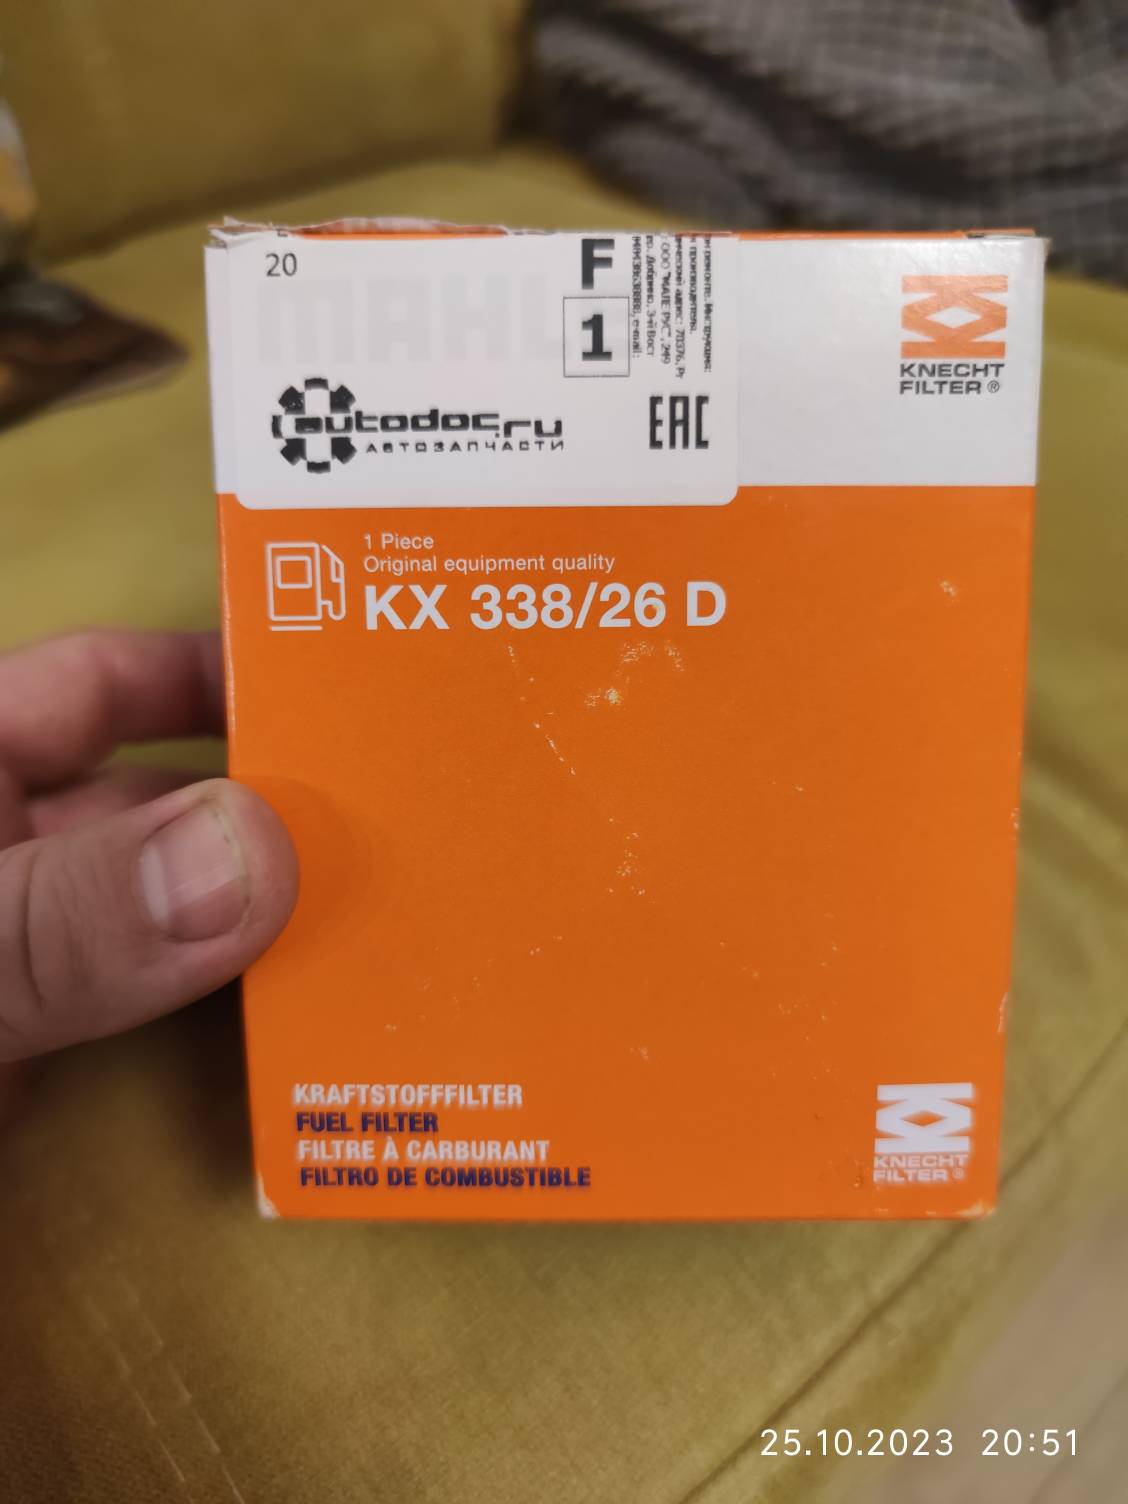 20
F
1
autodoc.ru
АВТОЗАПЧАСТИ
EAC
KNECHT
FILTER®
1 Piece
Original equipment quality
KX 338/26 D
KRAFTSTOFFFILTER
FUEL FILTER
FILTRE À CARBURANT
FILTRO DE COMBUSTIBLE
KNECHT
FILTER®
25.10.2023 20:51